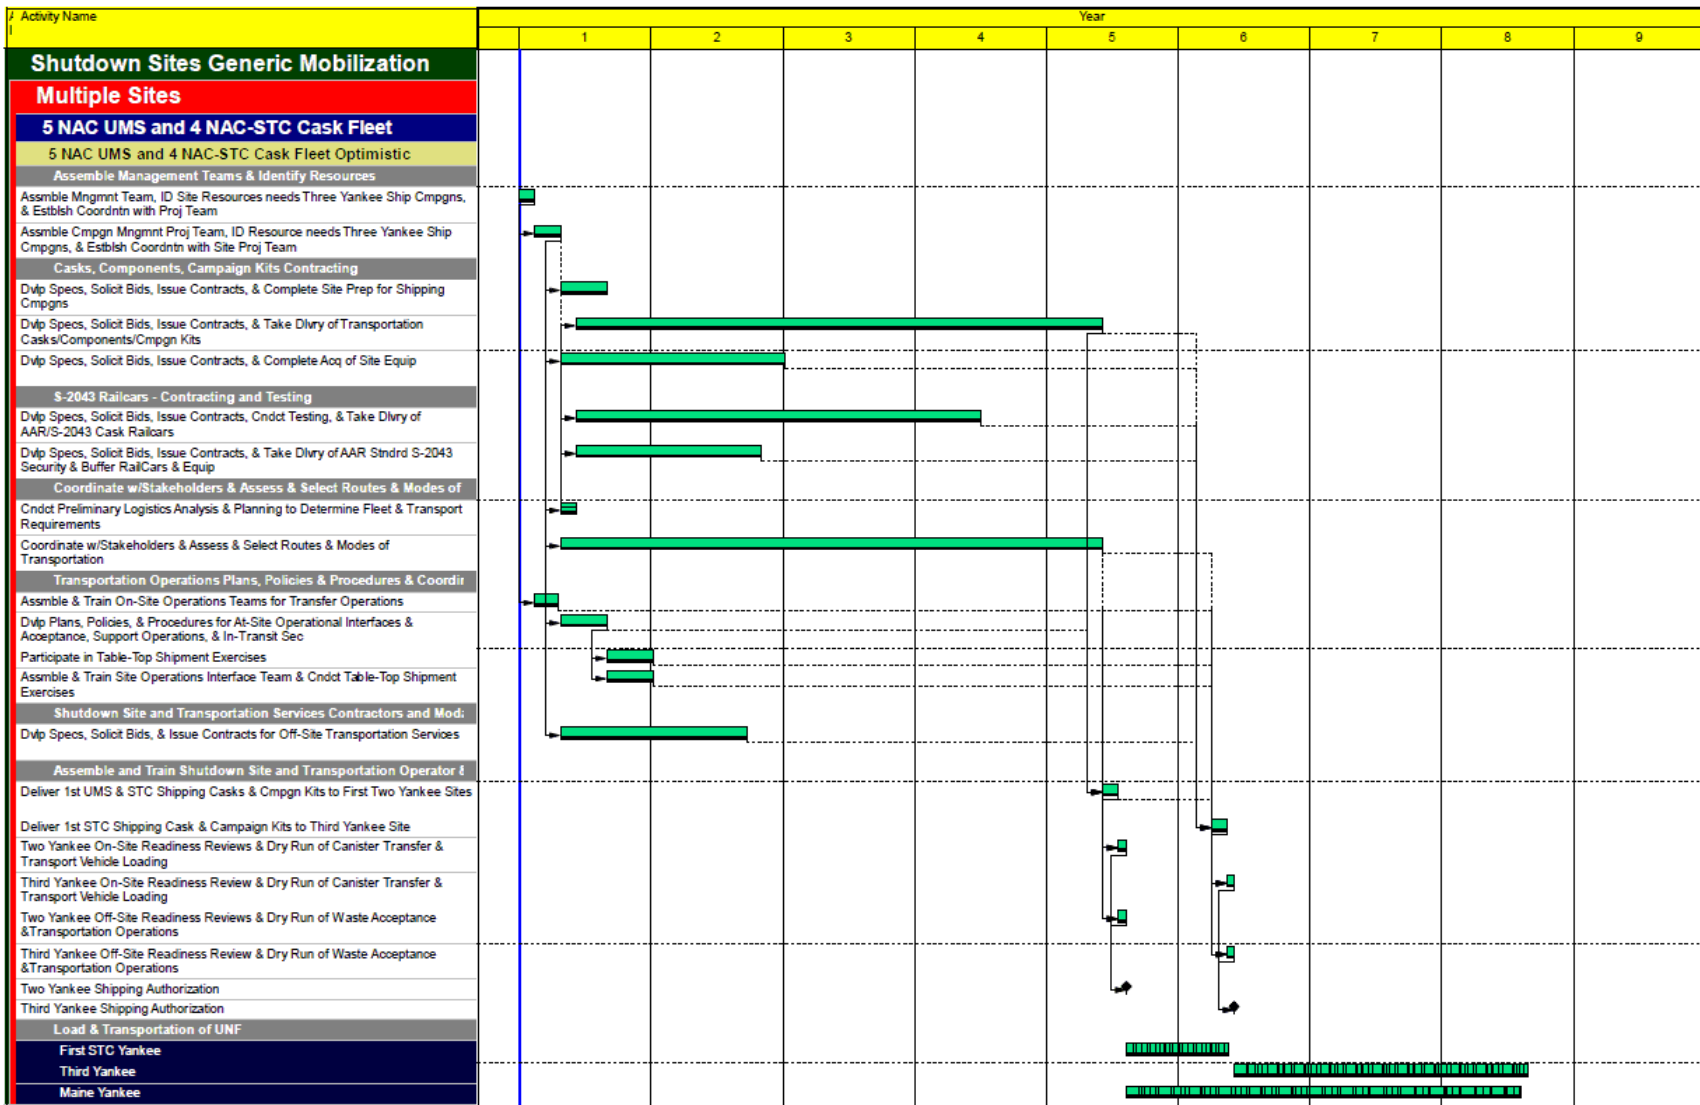 Activity Name
Year
1 2 3 4 5 6 7 8 9
Shutdown Sites Generic Mobilization
Multiple Sites
5 NAC UMS and 4 NAC-STC Cask Fleet
5 NAC UMS and 4 NAC-STC Cask Fleet Optimistic
Assemble Management Teams & Identify Resources
Assmble Mngmnt Team, ID Site Resources needs Three Yankee Ship Cmpgns,
& Estblsh Coordntn with Proj Team
Assmble Cmpgn Mngmnt Proj Team, ID Resource needs Three Yankee Ship
Cmpgns, & Estblsh Coordntn with Site Proj Team
Casks, Components, Campaign Kits Contracting
Dvlp Specs, Solicit Bids, Issue Contracts, & Complete Site Prep for Shipping
Cmpgns
Dvlp Specs, Solicit Bids, Issue Contracts, & Take Dlvry of Transportation
Casks/Components/Cmpgn Kits
Dvlp Specs, Solicit Bids, Issue Contracts, & Complete Acq of Site Equip
S-2043 Railcars - Contracting and Testing
Dvlp Specs, Solicit Bids, Issue Contracts, Cndct Testing, & Take Dlvry of
AAR/S-2043 Cask Railcars
Dvlp Specs, Solicit Bids, Issue Contracts, & Take Dlvry of AAR Stndrd S-2043
Security & Buffer RailCars & Equip
Coordinate w/Stakeholders & Assess & Select Routes & Modes of
Cndct Preliminary Logistics Analysis & Planning to Determine Fleet & Transport
Requirements
Coordinate w/Stakeholders & Assess & Select Routes & Modes of
Transportation
Transportation Operations Plans, Policies & Procedures & Coordin
Assmble & Train On-Site Operations Teams for Transfer Operations
Dvlp Plans, Policies, & Procedures for At-Site Operational Interfaces &
Acceptance, Support Operations, & In-Transit Sec
Participate in Table-Top Shipment Exercises
Assmble & Train Site Operations Interface Team & Cndct Table-Top Shipment
Exercises
Shutdown Site and Transportation Services Contractors and Moda
Dvlp Specs, Solicit Bids, & Issue Contracts for Off-Site Transportation Services
Assemble and Train Shutdown Site and Transportation Operator &
Deliver 1st UMS & STC Shipping Casks & Cmpgn Kits to First Two Yankee Sites
Deliver 1st STC Shipping Cask & Campaign Kits to Third Yankee Site
Two Yankee On-Site Readiness Reviews & Dry Run of Canister Transfer &
Transport Vehicle Loading
Third Yankee On-Site Readiness Review & Dry Run of Canister Transfer &
Transport Vehicle Loading
Two Yankee Off-Site Readiness Reviews & Dry Run of Waste Acceptance
&Transportation Operations
Third Yankee Off-Site Readiness Review & Dry Run of Waste Acceptance
&Transportation Operations
Two Yankee Shipping Authorization
Third Yankee Shipping Authorization
Load & Transportation of UNF
First STC Yankee
Third Yankee
Maine Yankee